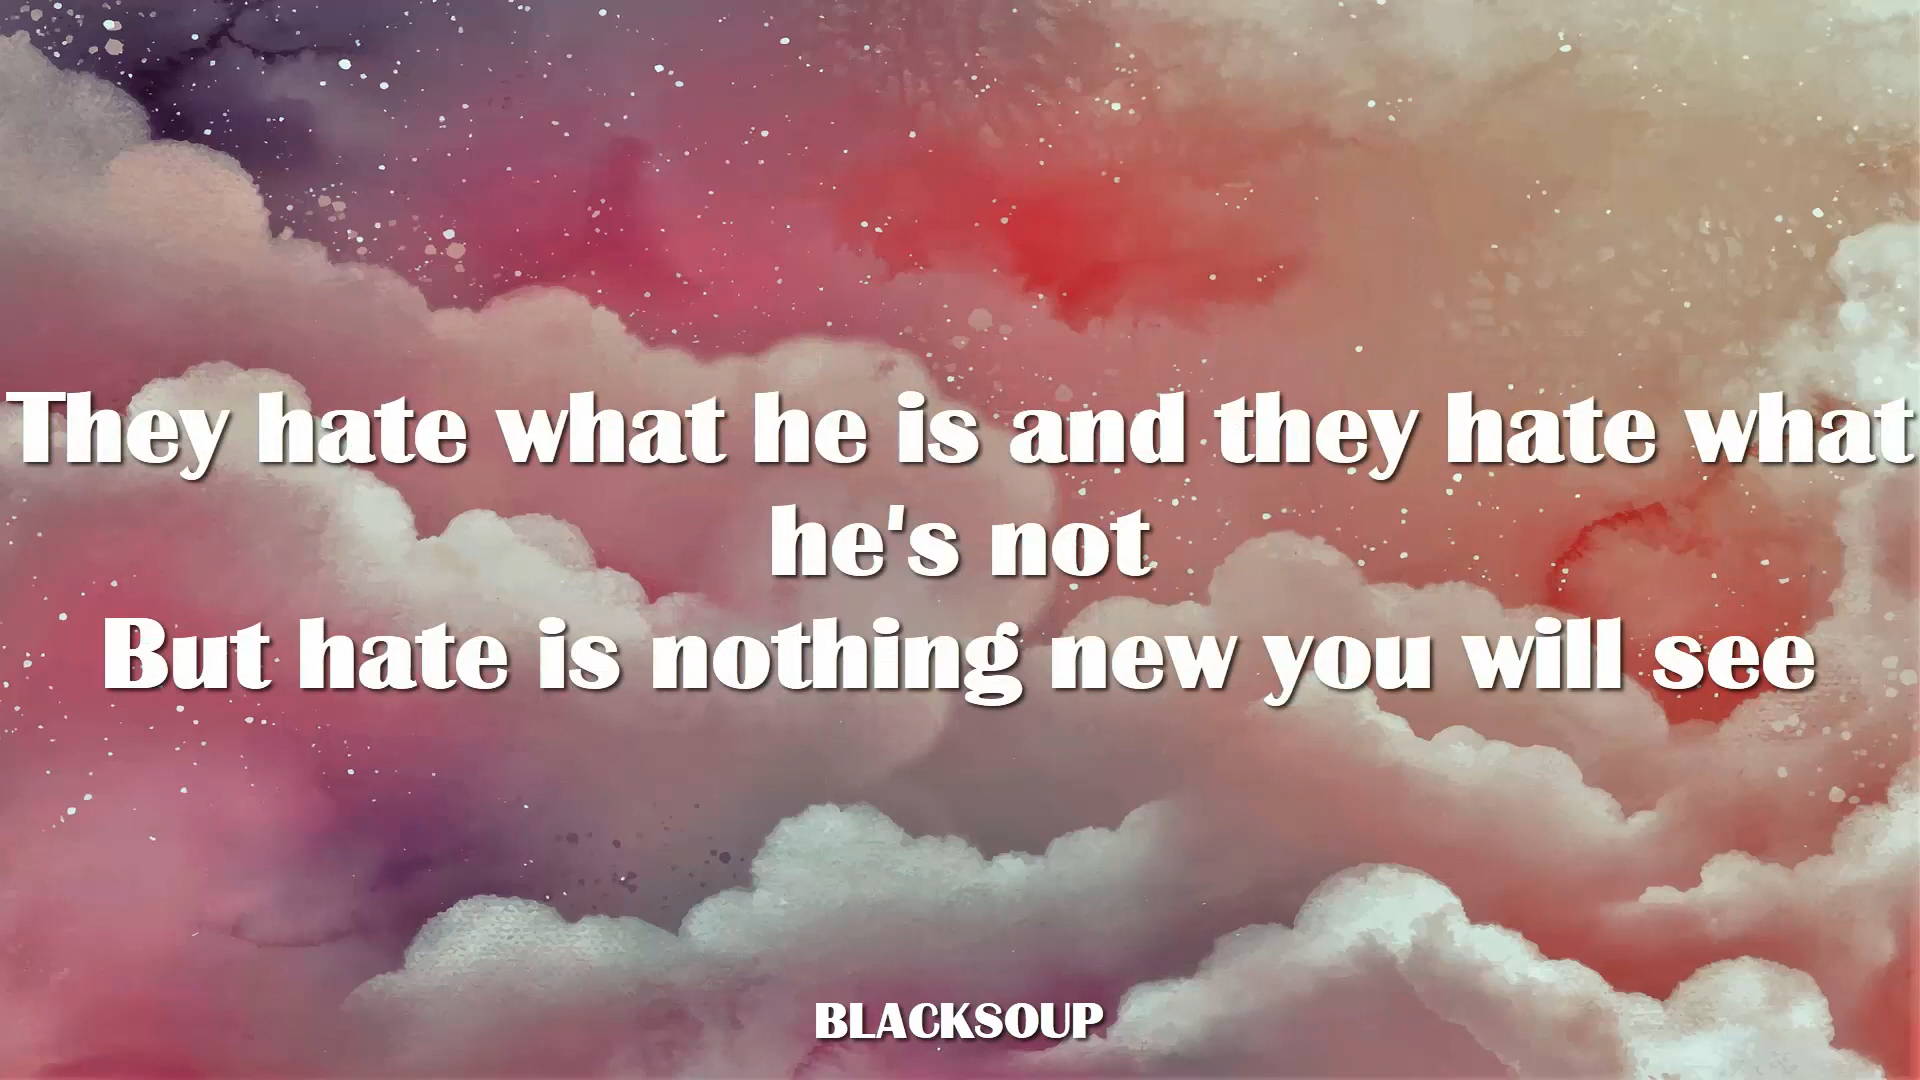 They hate what he is and they hate what
he's not
But hate is nothing new you will see
BLACKSOUP